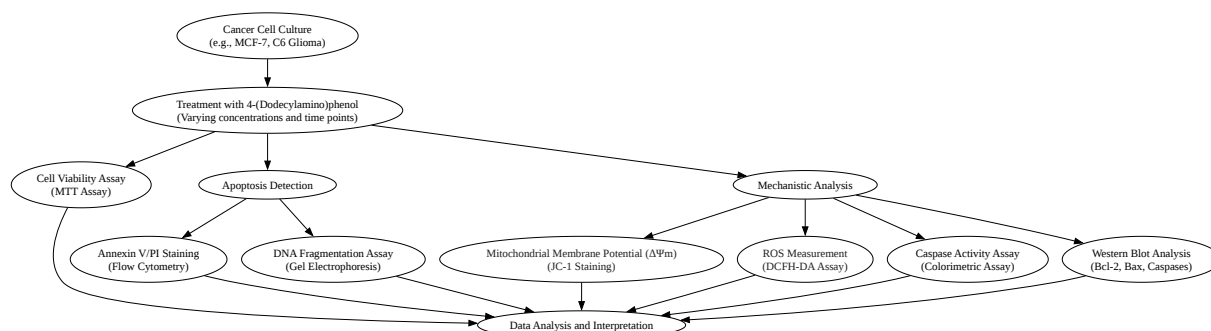 Cancer Cell Culture
(e.g., MCF-7, C6 Glioma)
Treatment with 4-(Dodecylamino)phenol
(Varying concentrations and time points)
Cell Viability Assay
(MTT Assay)
Apoptosis Detection
Mechanistic Analysis
Annexin V/PI Staining
(Flow Cytometry)
DNA Fragmentation Assay
(Gel Electrophoresis)
Mitochondrial Membrane Potential (ΔΨm)
(JC-1 Staining)
ROS Measurement
(DCFH-DA Assay)
Caspase Activity Assay
(Colorimetric Assay)
Western Blot Analysis
(Bcl-2, Bax, Caspases)
Data Analysis and Interpretation